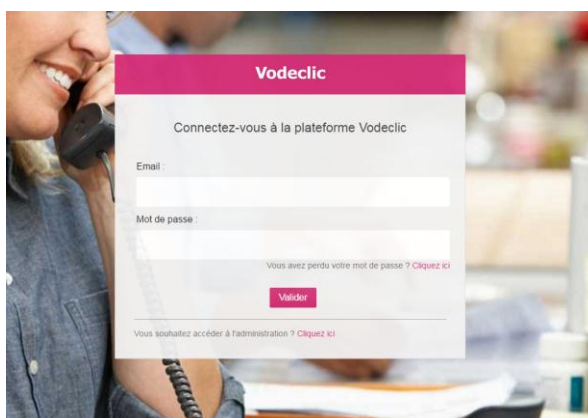 Vodeclic
Connectez-vous à la plateforme Vodeclic
Email :
Mot de passe :
Vous avez perdu votre mot de passe ? Cliquez ici
Valider
Vous souhaitez accéder à l'administration ? Cliquez ici